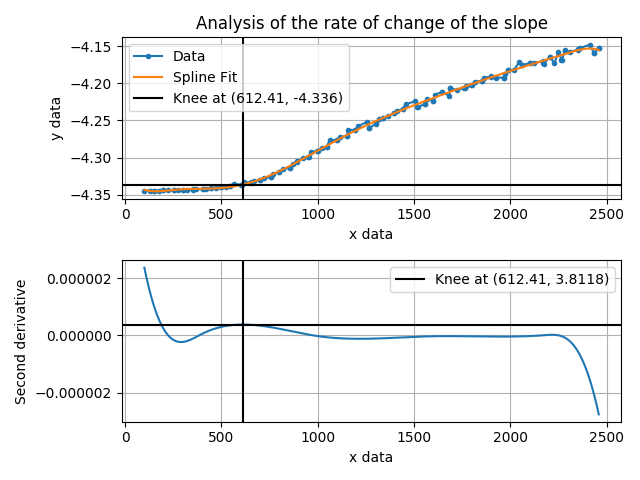 Analysis of the rate of change of the slope
−4.15
−4.20
−4.25
−4.30
−4.35
y data
Data
Spline Fit
Knee at (612.41, -4.336)
0 500 1000 1500 2000 2500
x data
0.000002
0.000000
−0.000002
Second derivative
Knee at (612.41, 3.8118)
0 500 1000 1500 2000 2500
x data